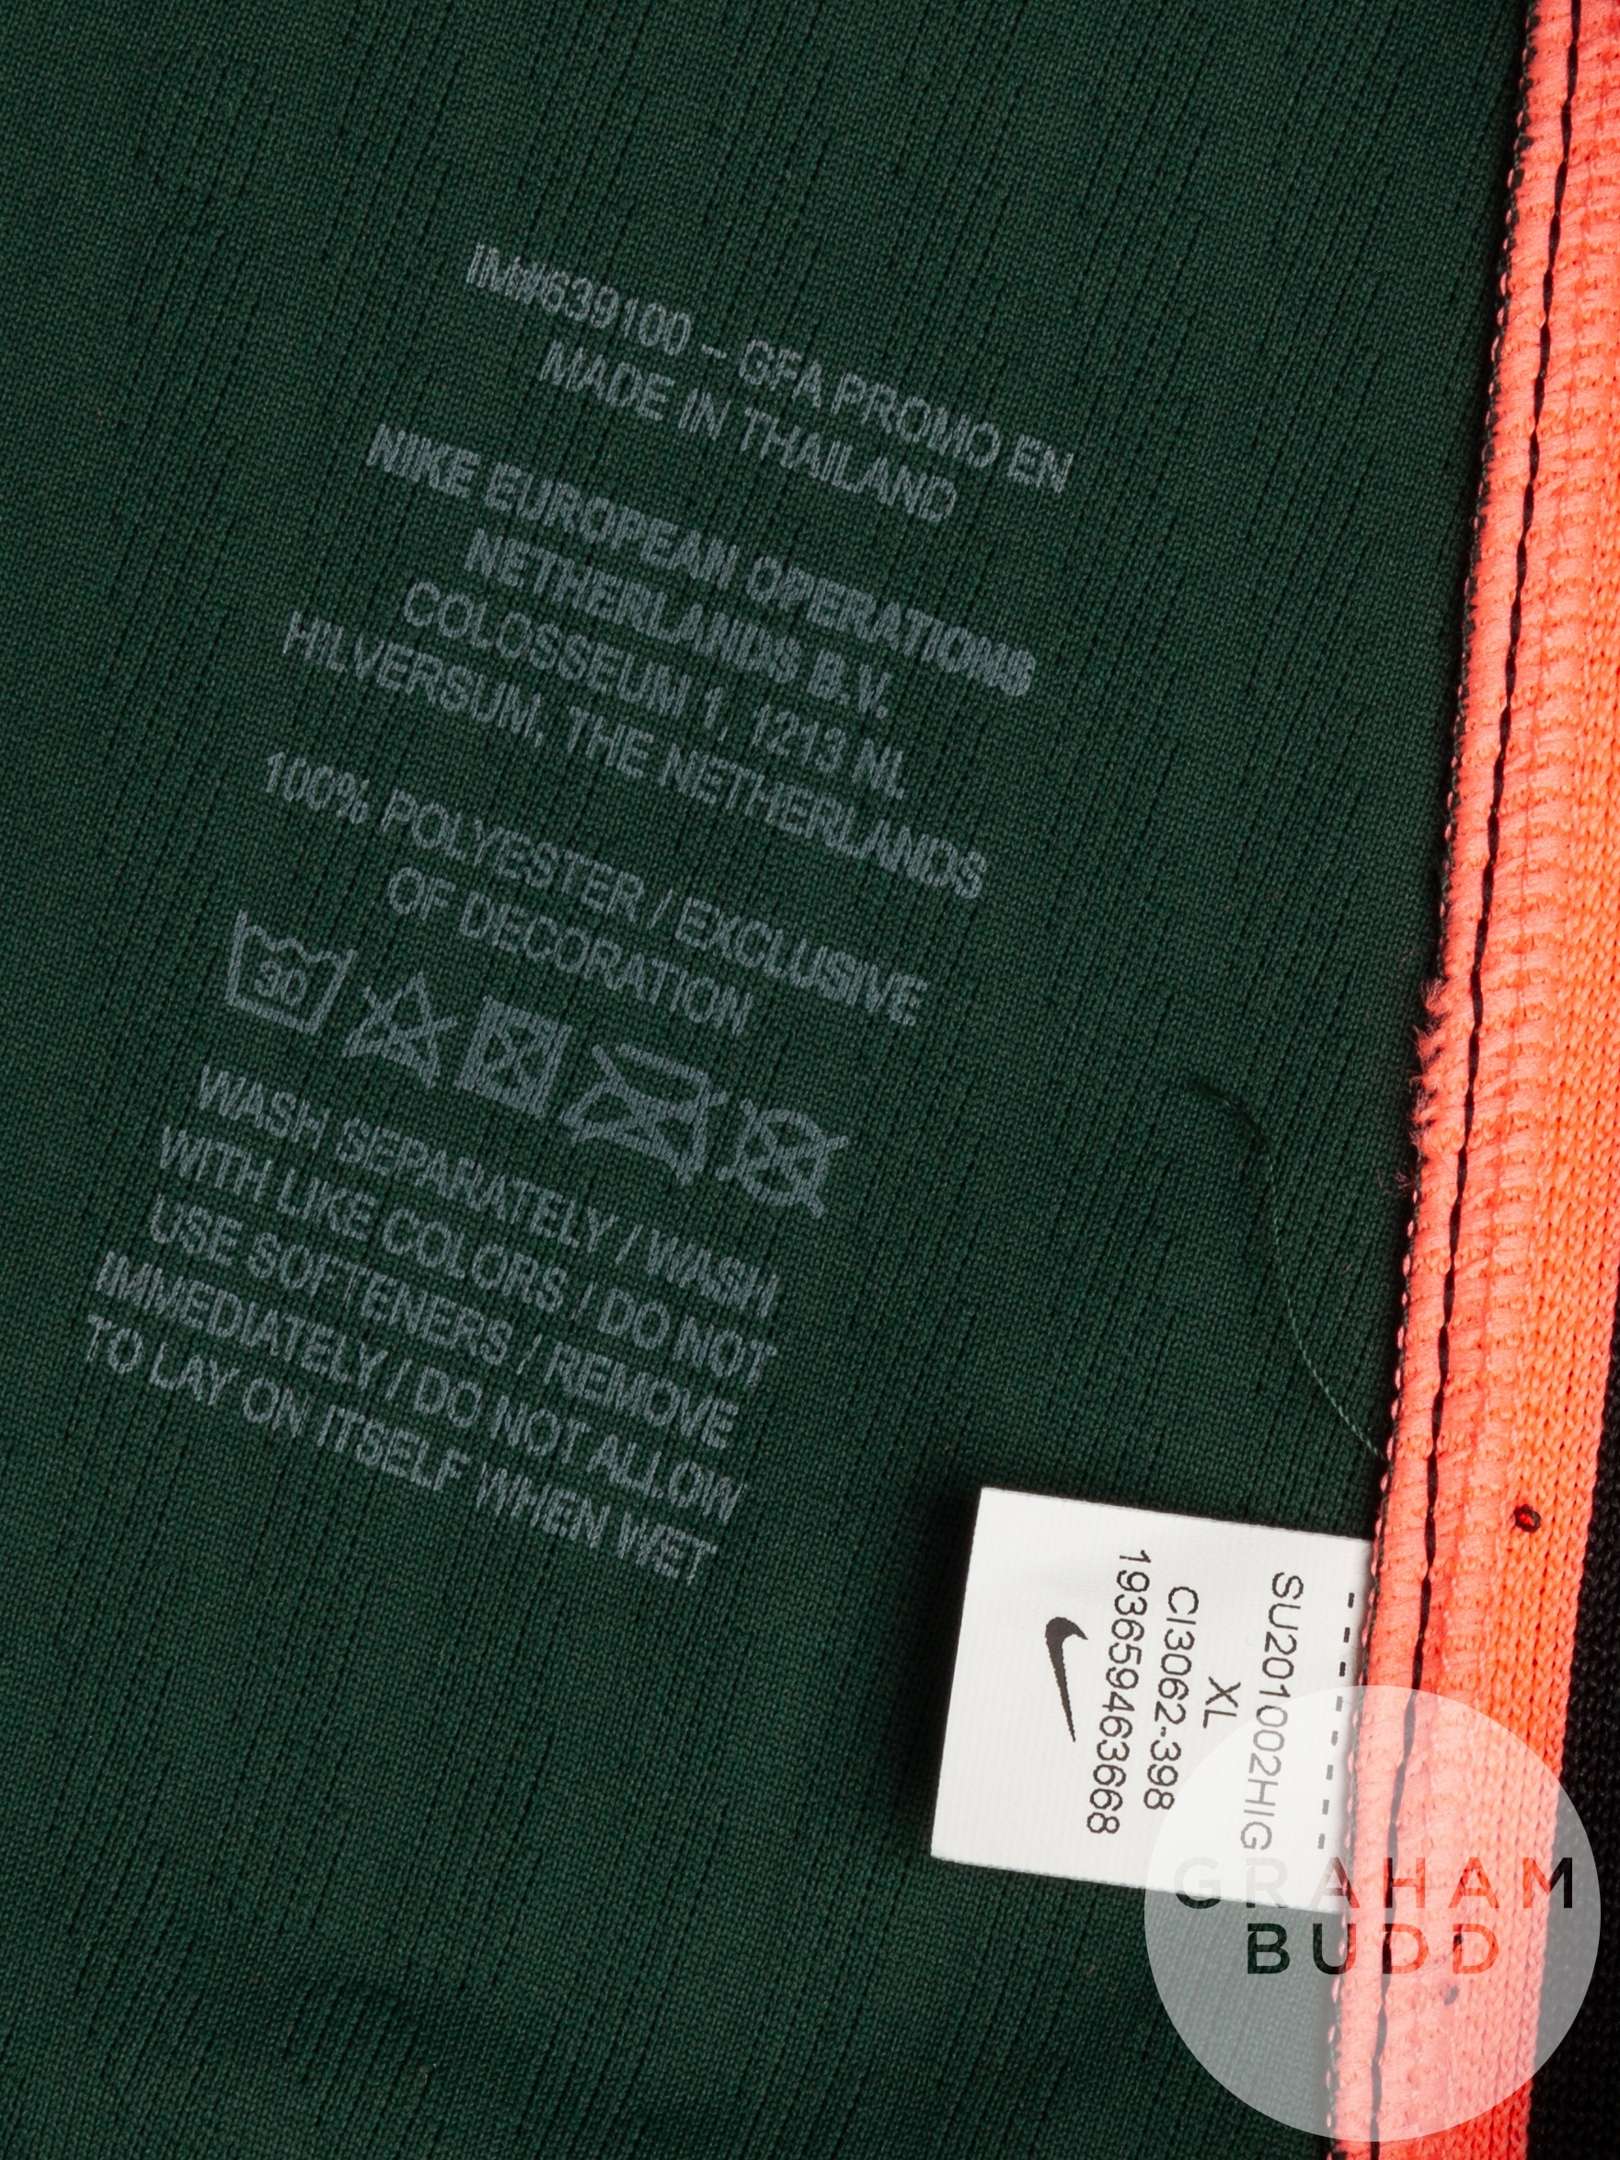 IM#639100 – GFA PROMO EN
MADE IN THAILAND
NIKE EUROPEAN OPERATIONS
NETHERLANDS B.V.
COLOSSEUM 1, 1213 NL
HILVERSUM, THE NETHERLANDS
100% POLYESTER / EXCLUSIVE
OF DECORATION
30
WASH SEPARATELY / WASH
WITH LIKE COLORS / DO NOT
USE SOFTENERS / REMOVE
IMMEDIATELY / DO NOT ALLOW
TO LAY ON ITSELF WHEN WET
SU201002HIG
XL
CI3062-398
193659463668
GRAHAM
BUDD